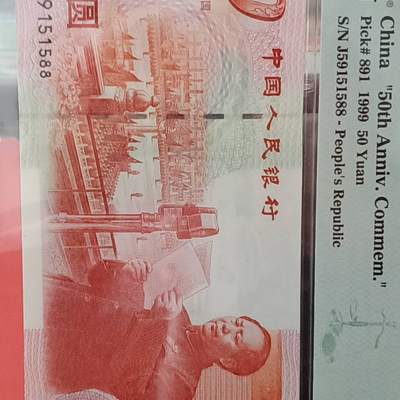 China "50th Anniv. Commem."
Pick# 891 1999 50 Yuan
S/N J59151588 - People's Republic
中国人民银行
圆
9151588